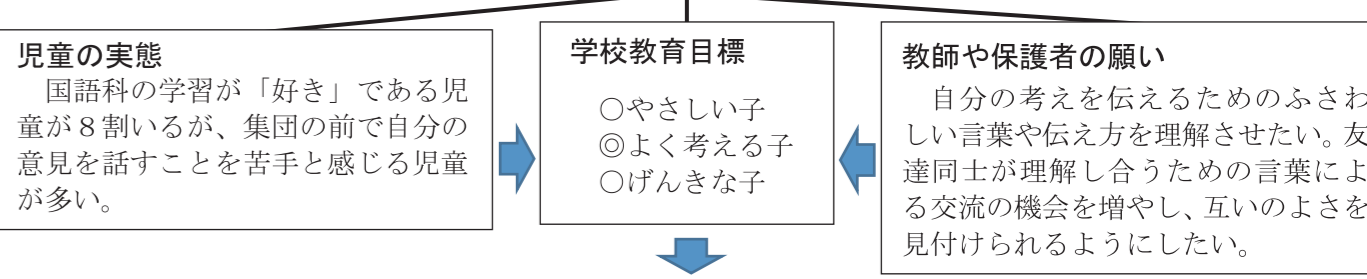 児童の実態
国語科の学習が「好き」である児
童が８割いるが、集団の前で自分の
意見を話すことを苦手と感じる児童
が多い。
学校教育目標
○やさしい子
◎よく考える子
○げんきな子
教師や保護者の願い
自分の考えを伝えるためのふさわ
しい言葉や伝え方を理解させたい。友
達同士が理解し合うための言葉によ
る交流の機会を増やし、互いのよさを
見付けられるようにしたい。